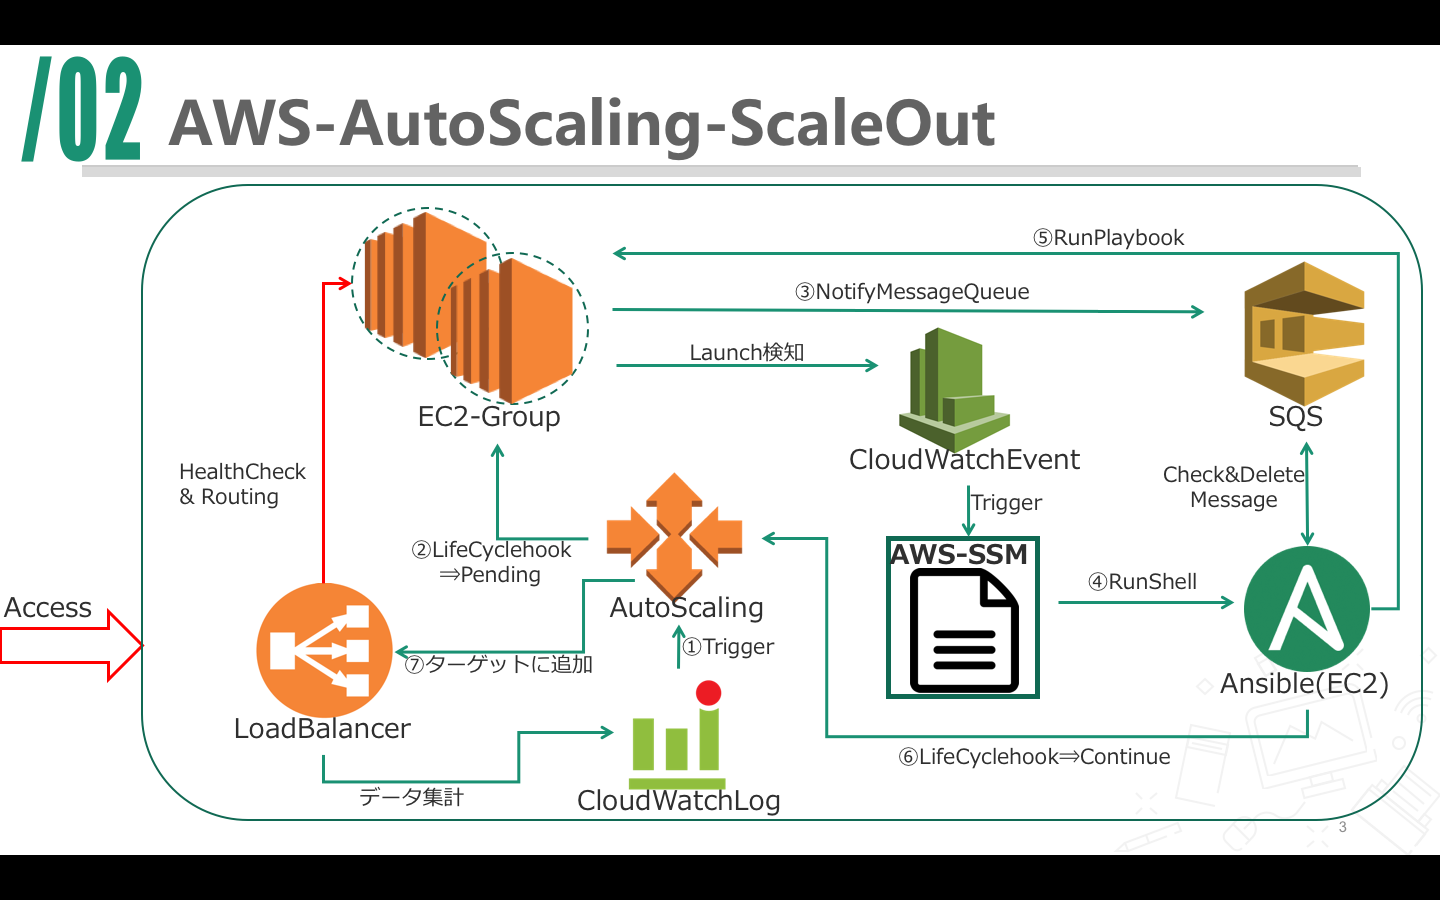 /02
AWS-AutoScaling-ScaleOut
⑤RunPlaybook
③NotifyMessageQueue
Launch検知
EC2-Group
SQS
CloudWatchEvent
HealthCheck
& Routing
Check&Delete
Message
Trigger
②LifeCyclehook
⇒Pending
AWS-SSM
④RunShell
Access
AutoScaling
①Trigger
⑦ターゲットに追加
Ansible(EC2)
LoadBalancer
⑥LifeCyclehook⇒Continue
データ集計
CloudWatchLog
3